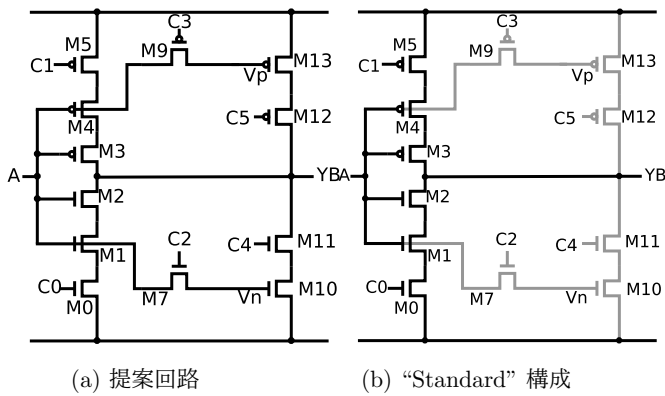 C3
M5
M9
C1
M13
Vp
M4
C5
M12
M3
A
YB
M2
C2
C4
M11
M1
C0
M7
Vn
M10
M0
(a) 提案回路
C3
M5
M9
C1
M13
Vp
M4
C5
M12
M3
A
YB
M2
C2
C4
M11
M1
C0
M7
Vn
M10
M0
(b) “Standard” 構成